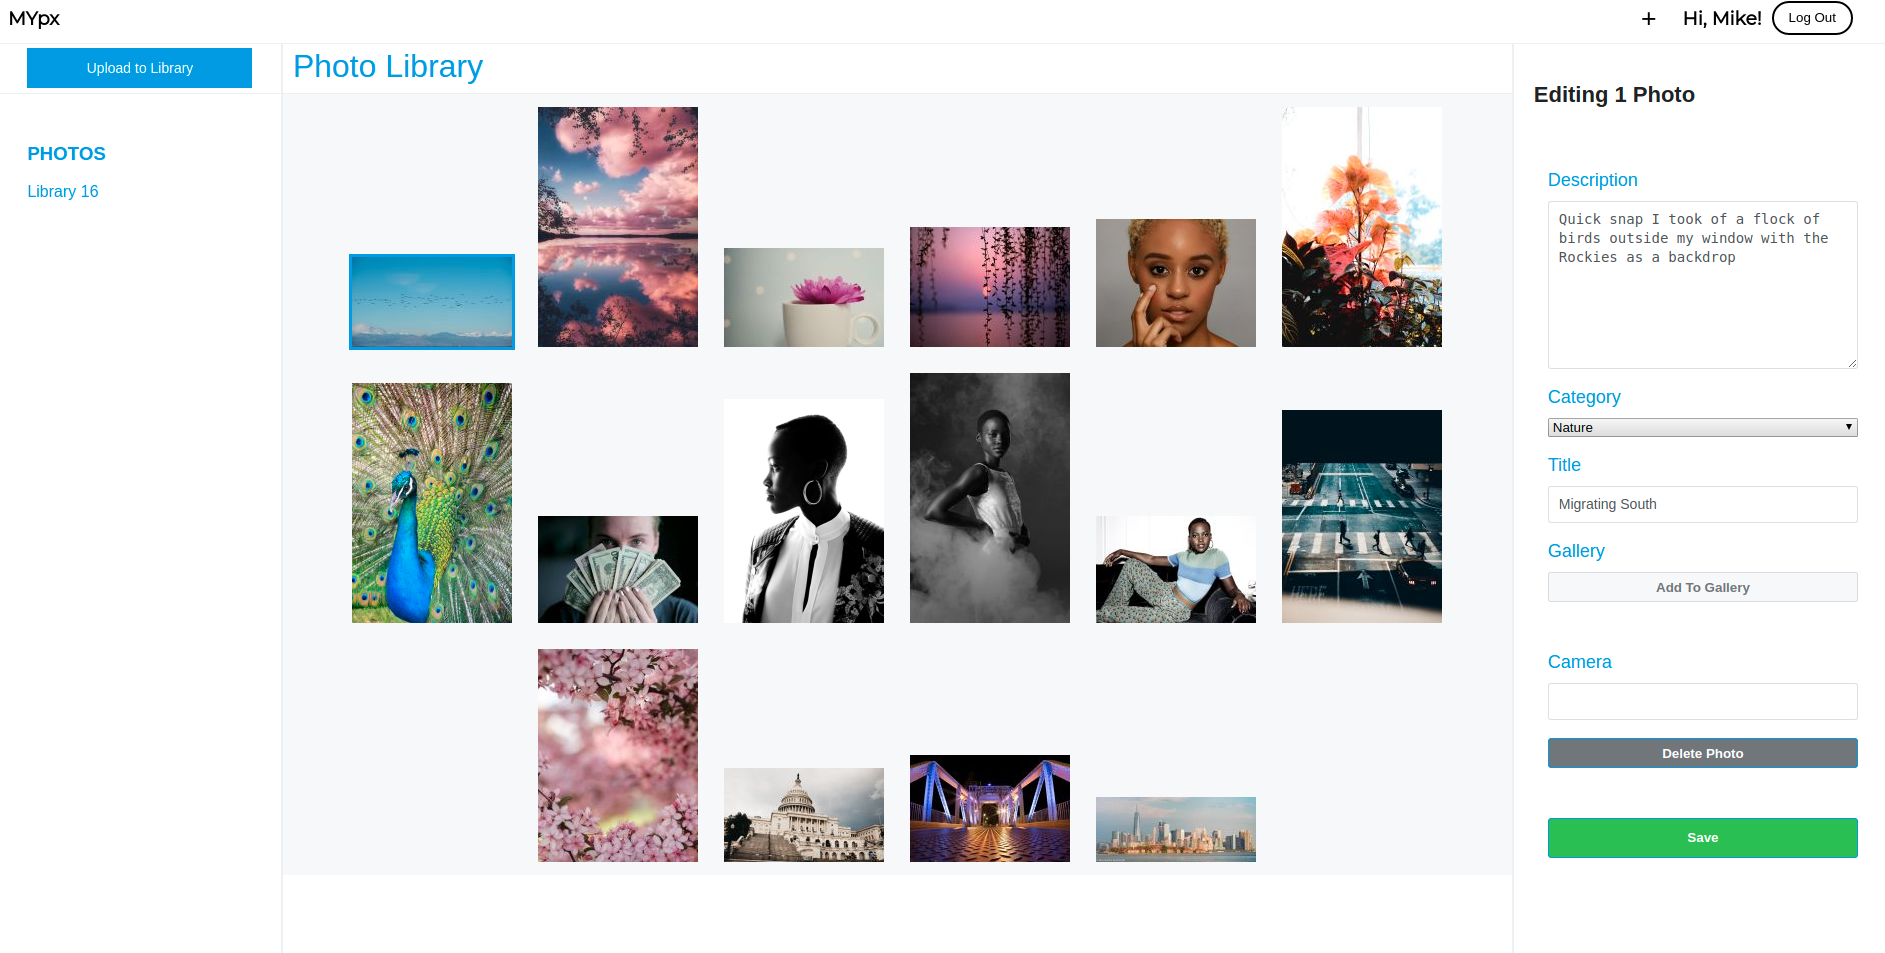 MYpx
+ Hi, Mike! Log Out
Upload to Library
PHOTOS
Library 16
Photo Library
Editing 1 Photo
Description
Quick snap I took of a flock of
birds outside my window with the
Rockies as a backdrop
Category
Nature
Title
Migrating South
Gallery
Add To Gallery
Camera
Delete Photo
Save